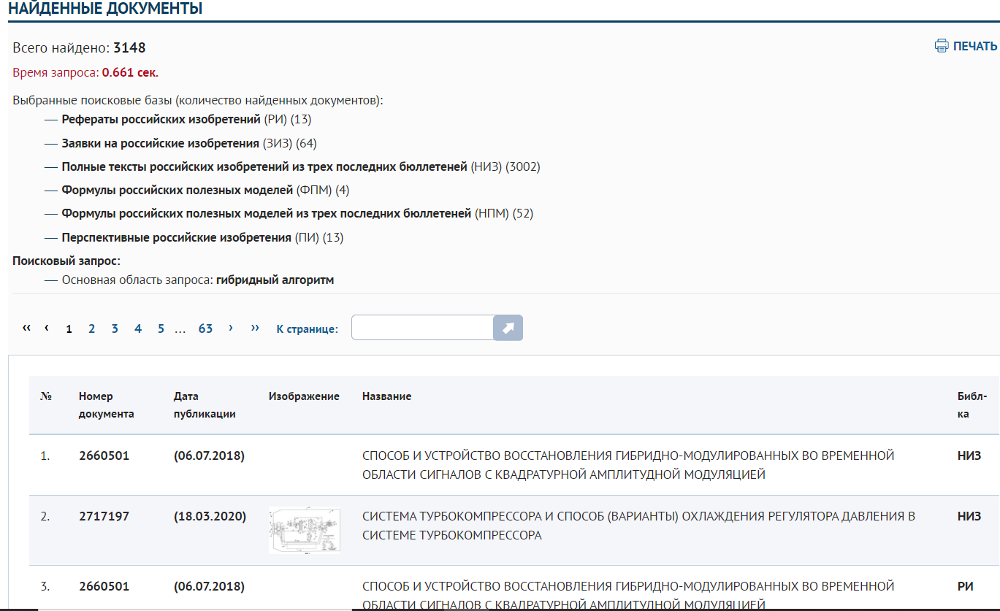 НАЙДЕННЫЕ ДОКУМЕНТЫ
Всего найдено: 3148
ПЕЧАТЬ
Время запроса: 0.661 сек.
Выбранные поисковые базы (количество найденных документов):
— Рефераты российских изобретений (РИ) (13)
— Заявки на российские изобретения (ЗИЗ) (64)
— Полные тексты российских изобретений из трех последних бюллетеней (НИЗ) (3002)
— Формулы российских полезных моделей (ФПМ) (4)
— Формулы российских полезных моделей из трех последних бюллетеней (НПМ) (52)
— Перспективные российские изобретения (ПИ) (13)
Поисковый запрос:
— Основная область запроса: гибридный алгоритм
‹‹ ‹ 1 2 3 4 5 ... 63 › ›› К странице:
№ Номер документа Дата публикации Изображение Название Библ-ка
1. 2660501 (06.07.2018) СПОСОБ И УСТРОЙСТВО ВОССТАНОВЛЕНИЯ ГИБРИДНО-МОДУЛИРОВАННЫХ ВО ВРЕМЕННОЙ НИЗ
ОБЛАСТИ СИГНАЛОВ С КВАДРАТУРНОЙ АМПЛИТУДНОЙ МОДУЛЯЦИЕЙ
2. 2717197 (18.03.2020) СИСТЕМА ТУРБОКОМПРЕССОРА И СПОСОБ (ВАРИАНТЫ) ОХЛАЖДЕНИЯ РЕГУЛЯТОРА ДАВЛЕНИЯ В НИЗ
СИСТЕМЕ ТУРБОКОМПРЕССОРА
3. 2660501 (06.07.2018) СПОСОБ И УСТРОЙСТВО ВОССТАНОВЛЕНИЯ ГИБРИДНО-МОДУЛИРОВАННЫХ ВО ВРЕМЕННОЙ РИ
ОБЛАСТИ СИГНАЛОВ С КВАДРАТУРНОЙ АМПЛИТУДНОЙ МОДУЛЯЦИЕЙ